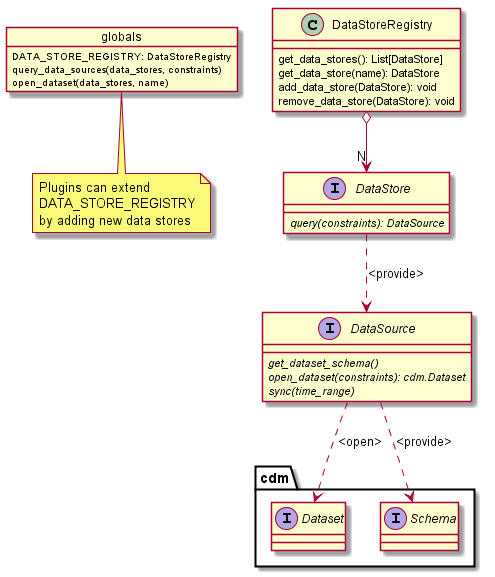 globals
DATA_STORE_REGISTRY: DataStoreRegistry
query_data_sources(data_stores, constraints)
open_dataset(data_stores, name)
Plugins can extend
DATA_STORE_REGISTRY
by adding new data stores
C DataStoreRegistry
get_data_stores(): List[DataStore]
get_data_store(name): DataStore
add_data_store(DataStore): void
remove_data_store(DataStore): void
N
I DataStore
query(constraints): DataSource
<provide>
I DataSource
get_dataset_schema()
open_dataset(constraints): cdm.Dataset
sync(time_range)
<open>
<provide>
cdm
I Dataset
I Schema